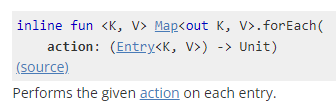 inline fun <K, V> Map<out K, V>.forEach(
    action: (Entry<K, V>) -> Unit)
(source)
Performs the given action on each entry.